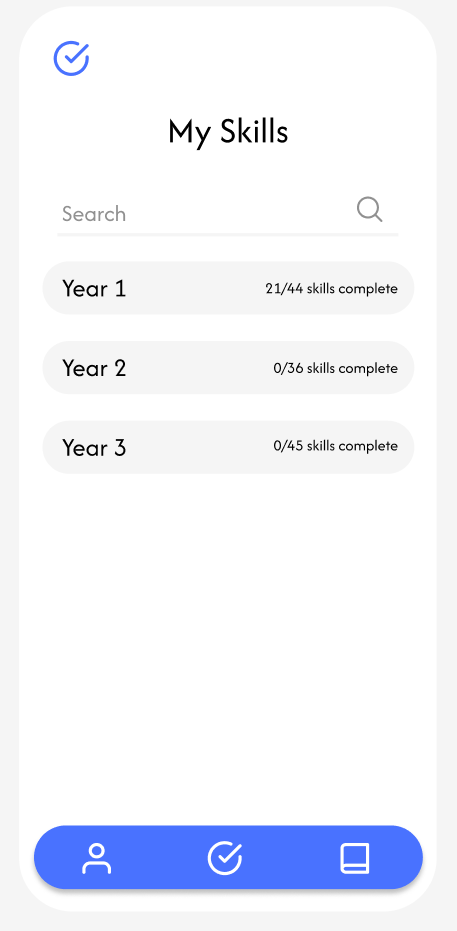 My Skills
Search
Year 1 21/44 skills complete
Year 2 0/36 skills complete
Year 3 0/45 skills complete